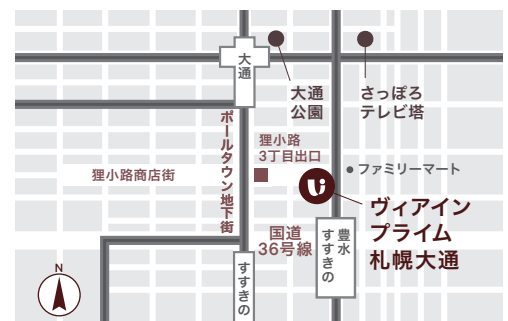 大通
大通
公園
さっぽろ
テレビ塔
ポールタウン地下街
狸小路
3丁目出口
ファミリーマート
狸小路商店街
ヴィアイン
プライム
札幌大通
国道
36号線
豊水
すすきの
すすきの
N